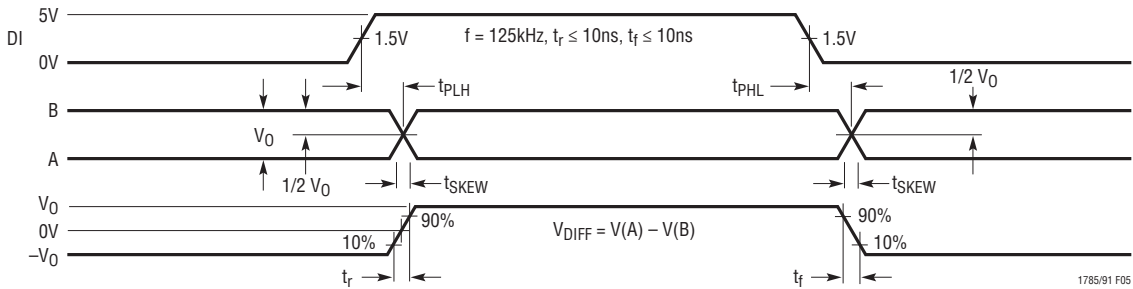 5V
DI
0V
1.5V
f = 125kHz, tr ≤ 10ns, tf ≤ 10ns
1.5V
tPLH
tPHL
1/2 VO
B
VO
A
1/2 VO
tSKEW
tSKEW
VO
0V
–VO
90%
10%
VDIFF = V(A) – V(B)
90%
10%
tr
tf
1785/91 F05